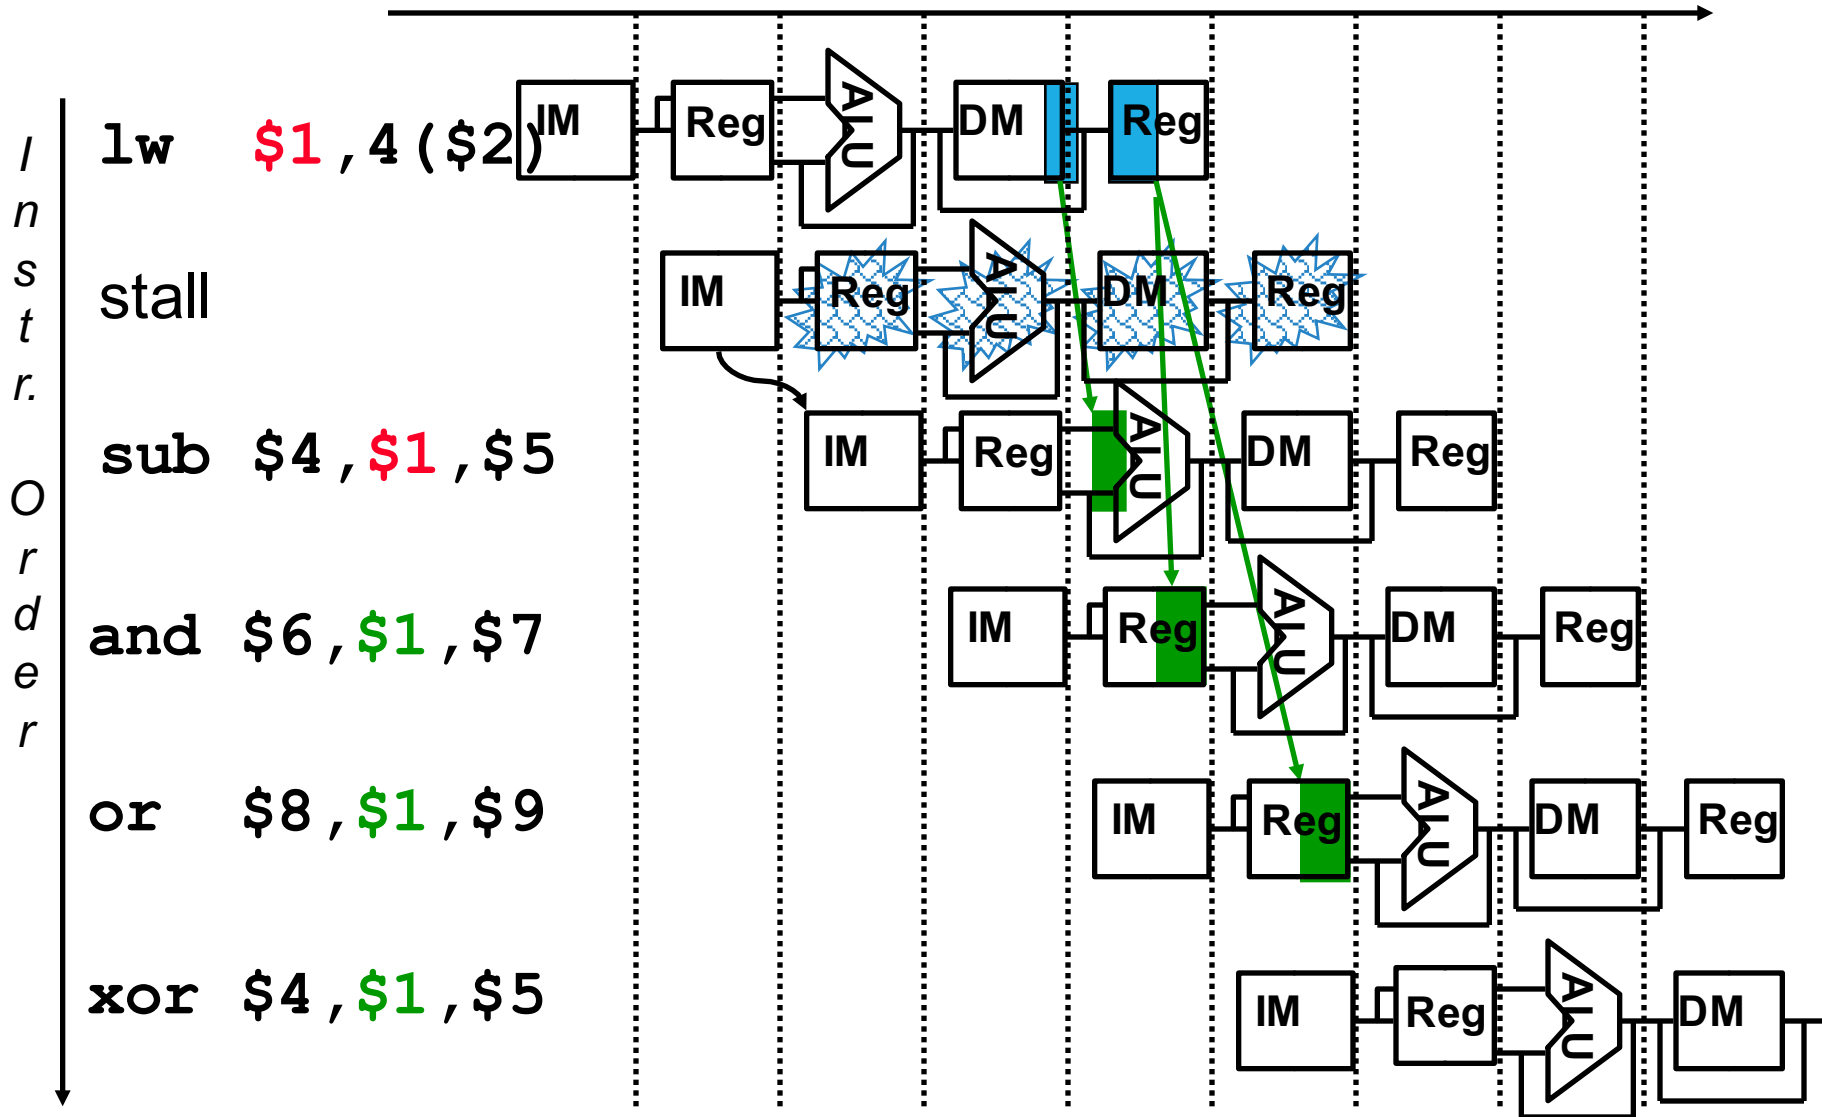 Instr. Order
lw $1,4($2) IM Reg ALU DM Reg
stall IM Reg ALU DM Reg
sub $4,$1,$5 IM Reg ALU DM Reg
and $6,$1,$7 IM Reg ALU DM Reg
or $8,$1,$9 IM Reg ALU DM Reg
xor $4,$1,$5 IM Reg ALU DM